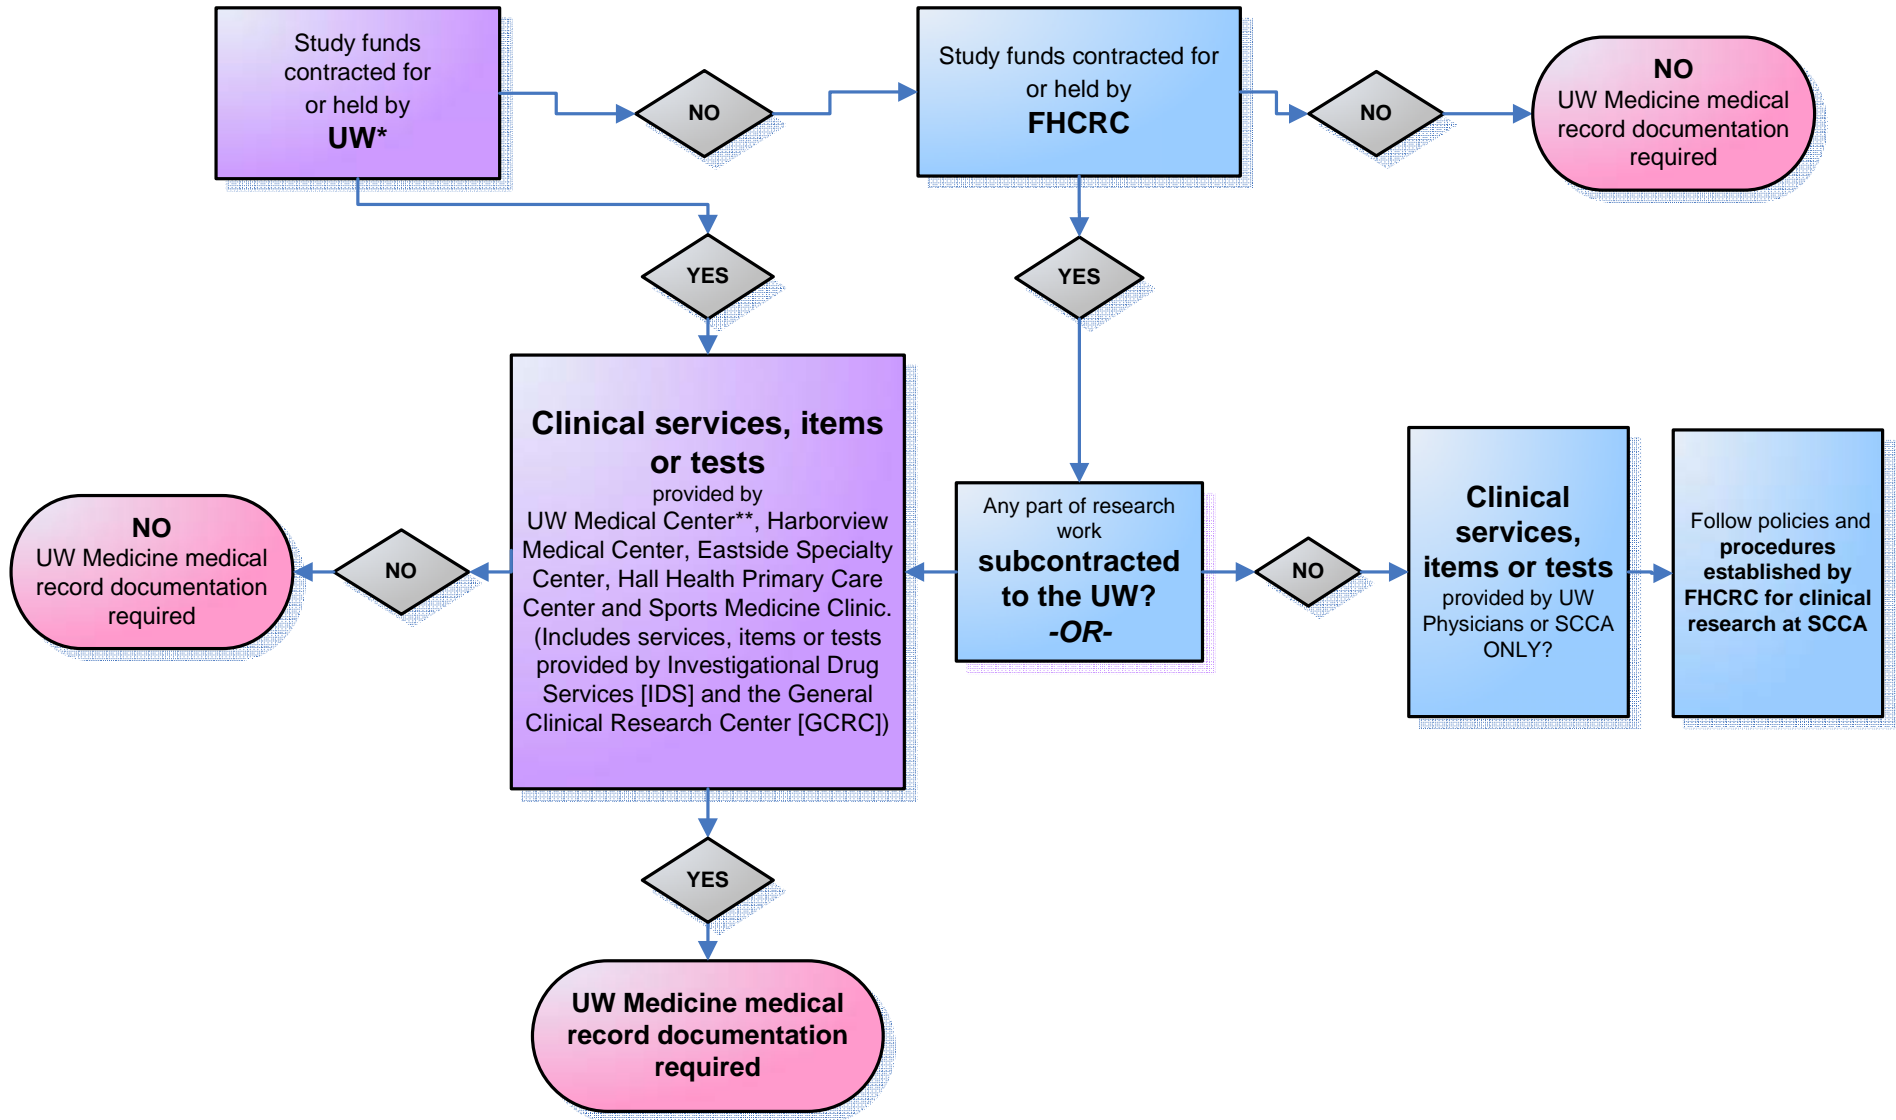 Study funds
contracted for
or held by
UW*
NO
Study funds contracted for
or held by
FHCRC
NO
NO
UW Medicine medical
record documentation
required
YES
YES
Clinical services, items
or tests
provided by
UW Medical Center**, Harborview
Medical Center, Eastside Specialty
Center, Hall Health Primary Care
Center and Sports Medicine Clinic.
(Includes services, items or tests
provided by Investigational Drug
Services [IDS] and the General
Clinical Research Center [GCRC])
NO
NO
UW Medicine medical
record documentation
required
Any part of research
work
subcontracted
to the UW?
-OR-
NO
Clinical
services,
items or tests
provided by UW
Physicians or SCCA
ONLY?
Follow policies and
procedures
established by
FHCRC for clinical
research at SCCA
YES
UW Medicine medical
record documentation
required